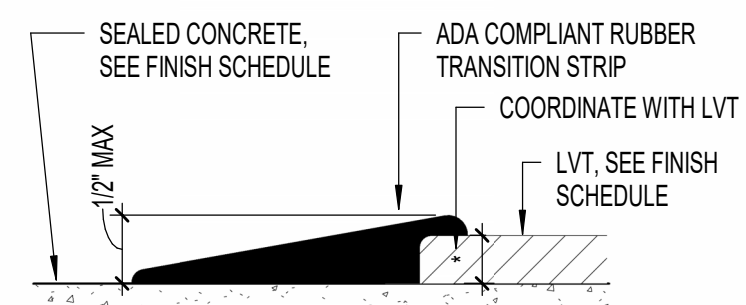 SEALED CONCRETE,
SEE FINISH SCHEDULE
ADA COMPLIANT RUBBER
TRANSITION STRIP
COORDINATE WITH LVT
LVT, SEE FINISH
SCHEDULE
1/2" MAX
*